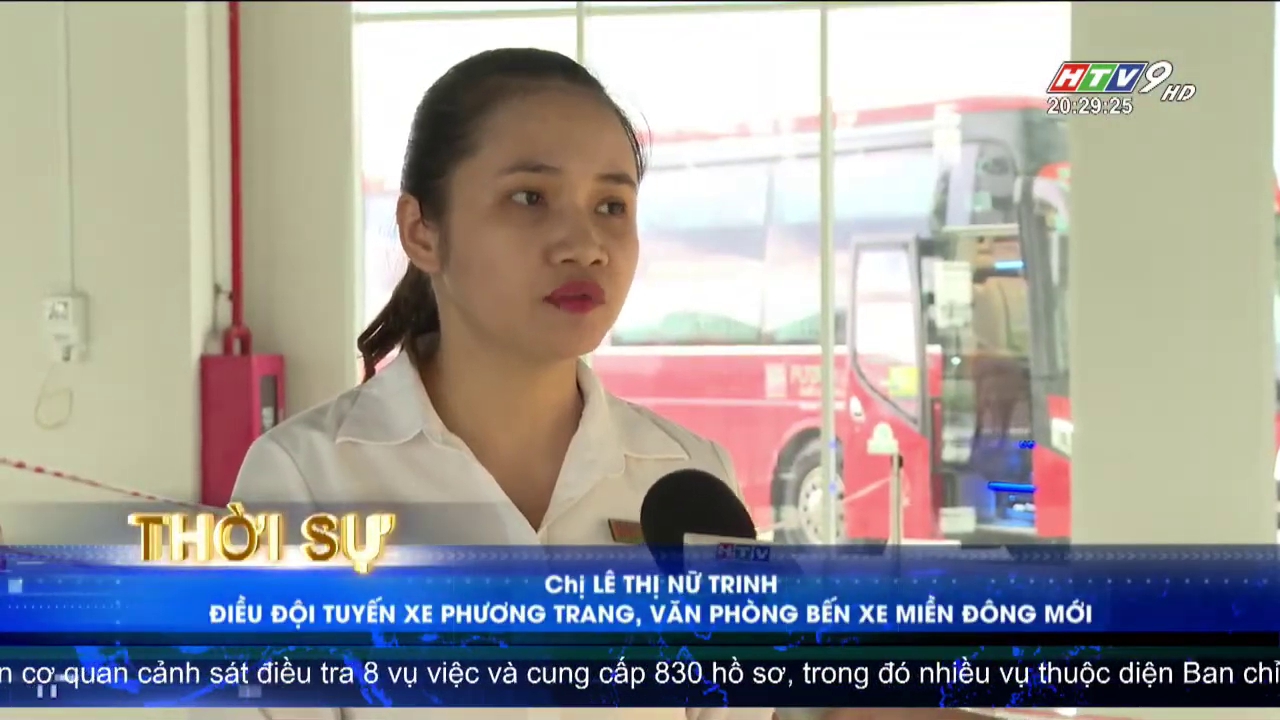 HTV9 HD
20:29:25
HTV
THỜI SỰ
Chị LÊ THỊ NỮ TRINH
ĐIỀU ĐỘI TUYẾN XE PHƯƠNG TRANG, VĂN PHÒNG BẾN XE MIỀN ĐÔNG MỚI
cơ quan cảnh sát điều tra 8 vụ việc và cung cấp 830 hồ sơ, trong đó nhiều vụ thuộc diện Ban chỉ